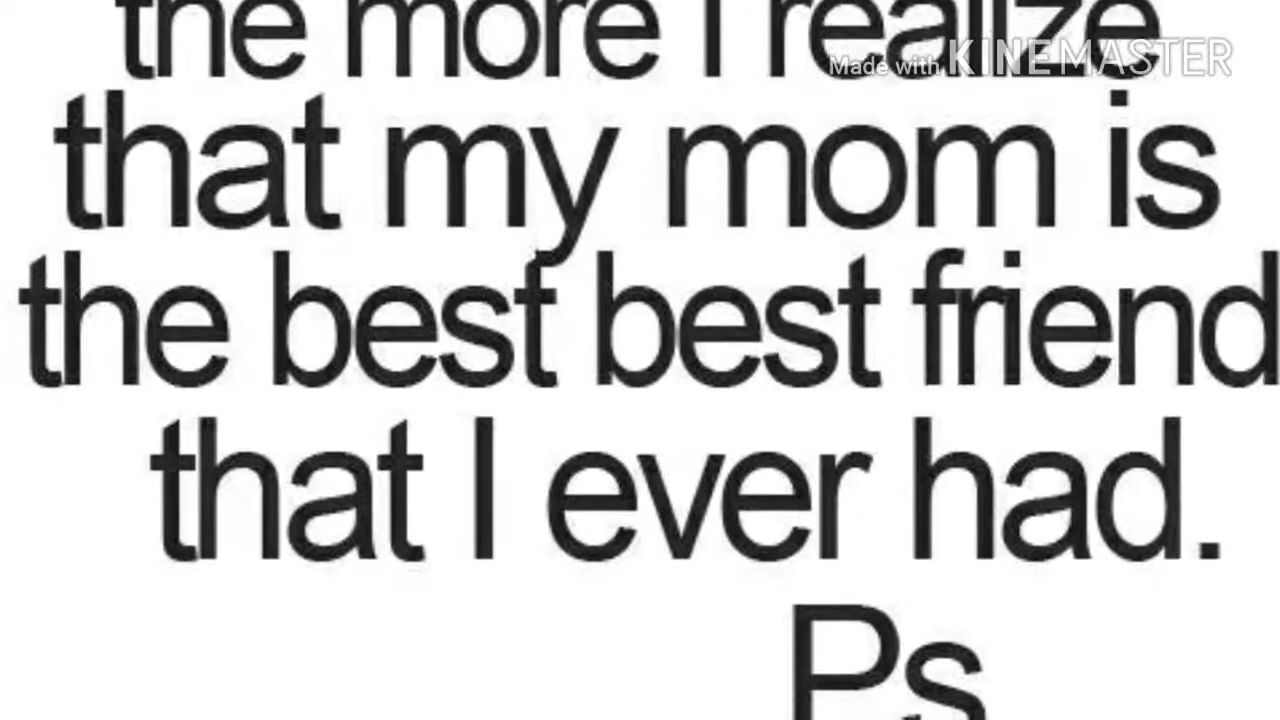 the more I realize
Made with KINEMASTER
that my mom is
the best best friend
that I ever had.
Ps